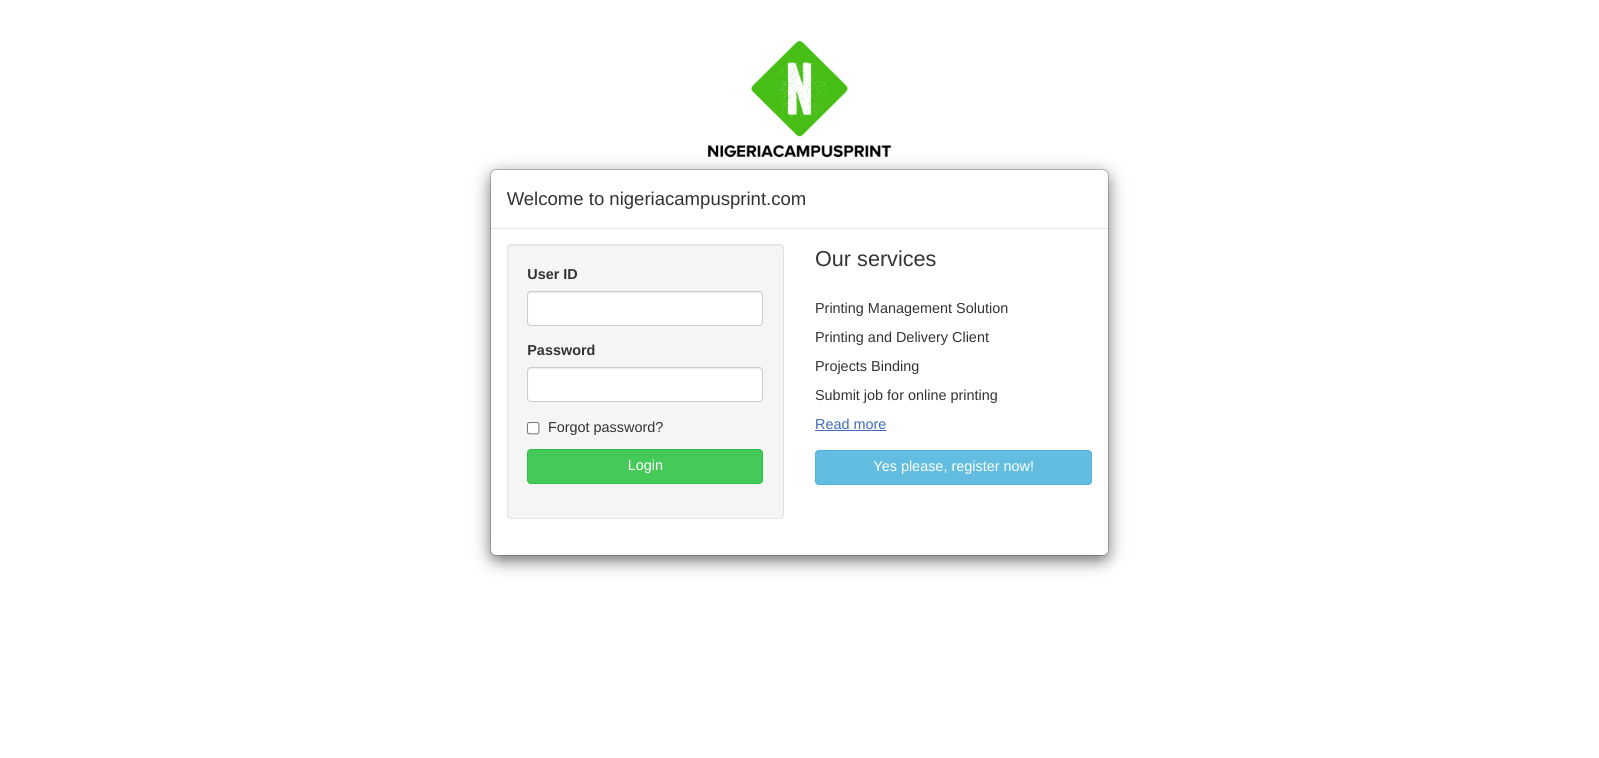 N
NIGERIACAMPUSPRINT
Welcome to nigeriacampusprint.com
User ID
Password
Forgot password?
Login
Our services
Printing Management Solution
Printing and Delivery Client
Projects Binding
Submit job for online printing
Read more
Yes please, register now!